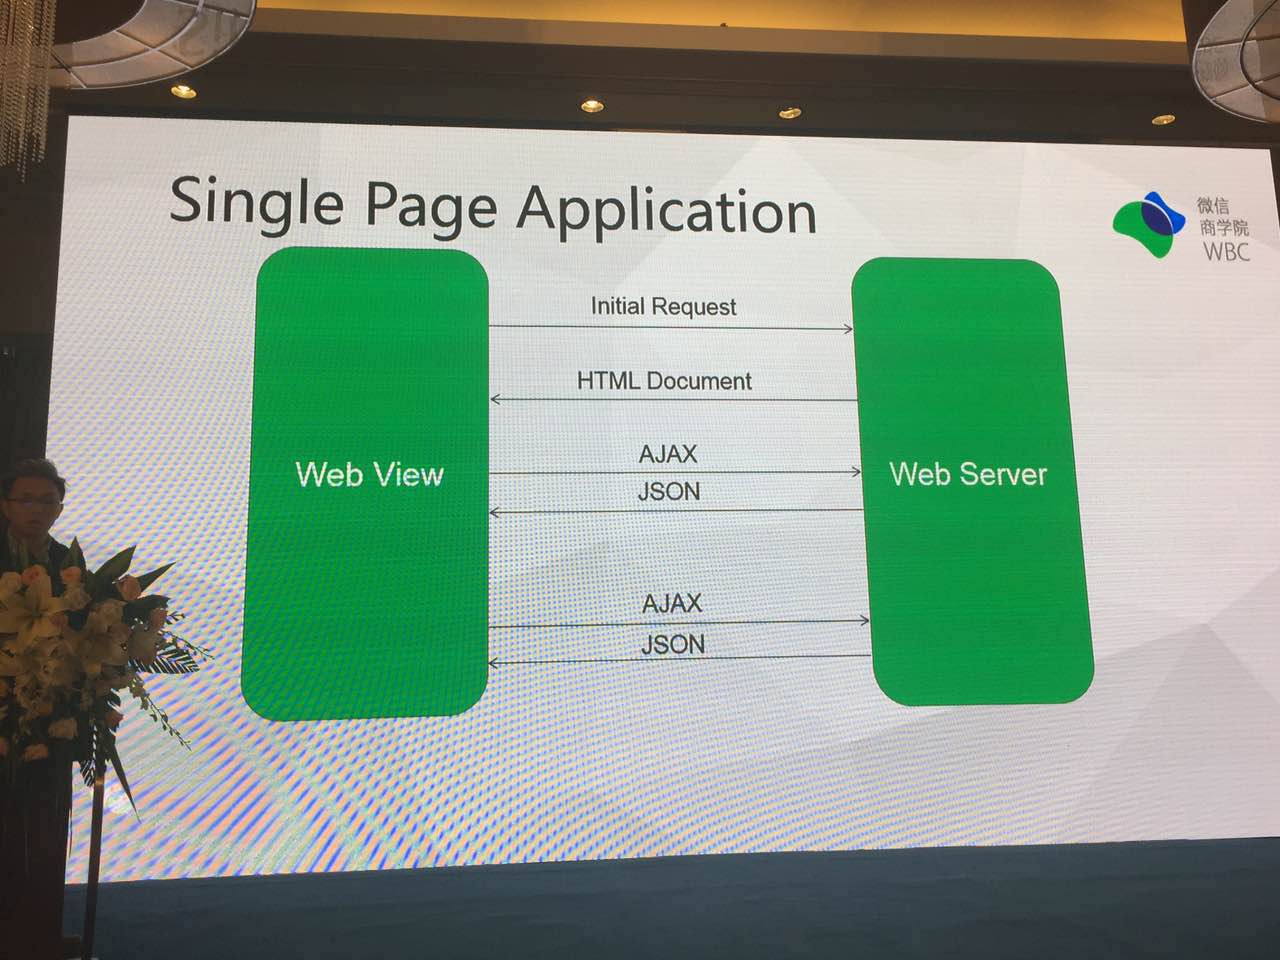 Single Page Application
微信
商学院
WBC
Initial Request
HTML Document
Web View
AJAX
JSON
Web Server
AJAX
JSON